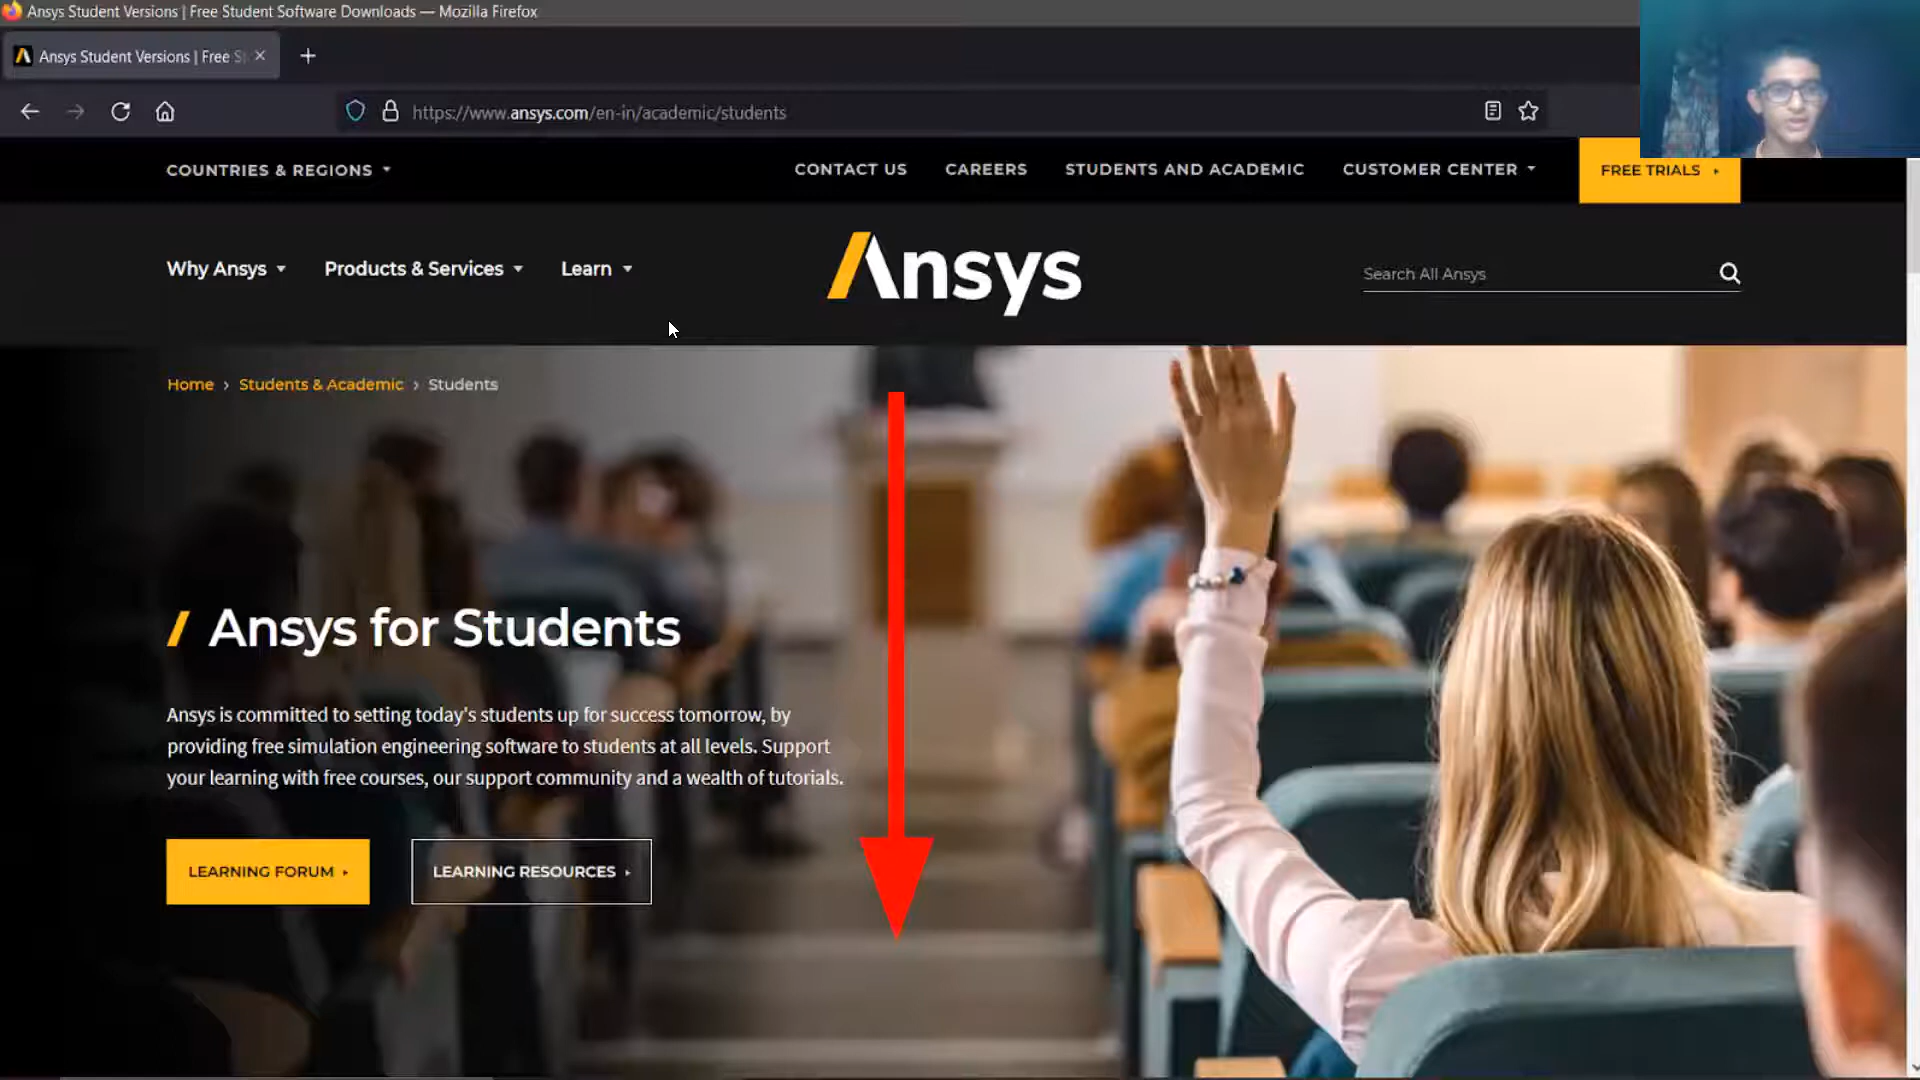 Ansys Student Versions | Free Student Software Downloads — Mozilla Firefox
Ansys Student Versions | Free S
https://www.ansys.com/en-in/academic/students
COUNTRIES & REGIONS
CONTACT US CAREERS STUDENTS AND ACADEMIC CUSTOMER CENTER FREE TRIALS
Why Ansys Products & Services Learn
Ansys
Search All Ansys
Home › Students & Academic › Students
Ansys for Students
Ansys is committed to setting today's students up for success tomorrow, by
providing free simulation engineering software to students at all levels. Support
your learning with free courses, our support community and a wealth of tutorials.
LEARNING FORUM
LEARNING RESOURCES